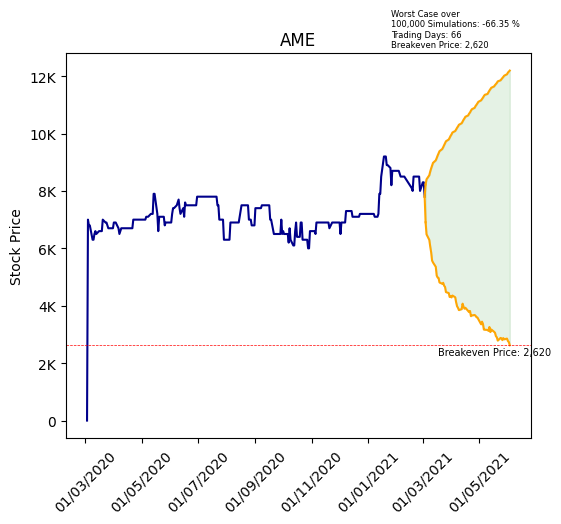 Worst Case over
100,000 Simulations: -66.35 %
Trading Days: 66
Breakeven Price: 2,620
AME
Stock Price
12K
10K
8K
6K
4K
2K
0
Breakeven Price: 2,620
01/03/2020
01/05/2020
01/07/2020
01/09/2020
01/11/2020
01/01/2021
01/03/2021
01/05/2021